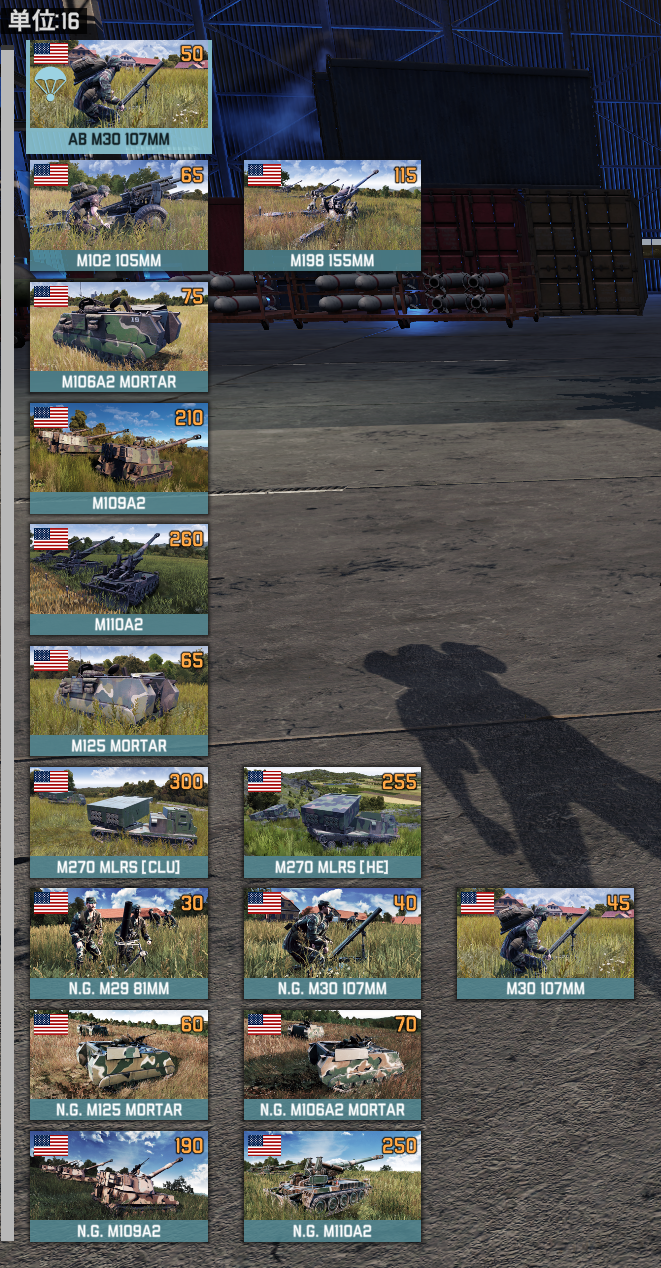 单位:16
50
AB M30 107MM
65
M102 105MM
115
M198 155MM
75
19
M106A2 MORTAR
210
M109A2
260
M110A2
65
M125 MORTAR
300
M270 MLRS [CLU]
255
M270 MLRS [HE]
30
N.G. M29 81MM
40
N.G. M30 107MM
45
M30 107MM
60
N.G. M125 MORTAR
70
N.G. M106A2 MORTAR
190
N.G. M109A2
250
N.G. M110A2